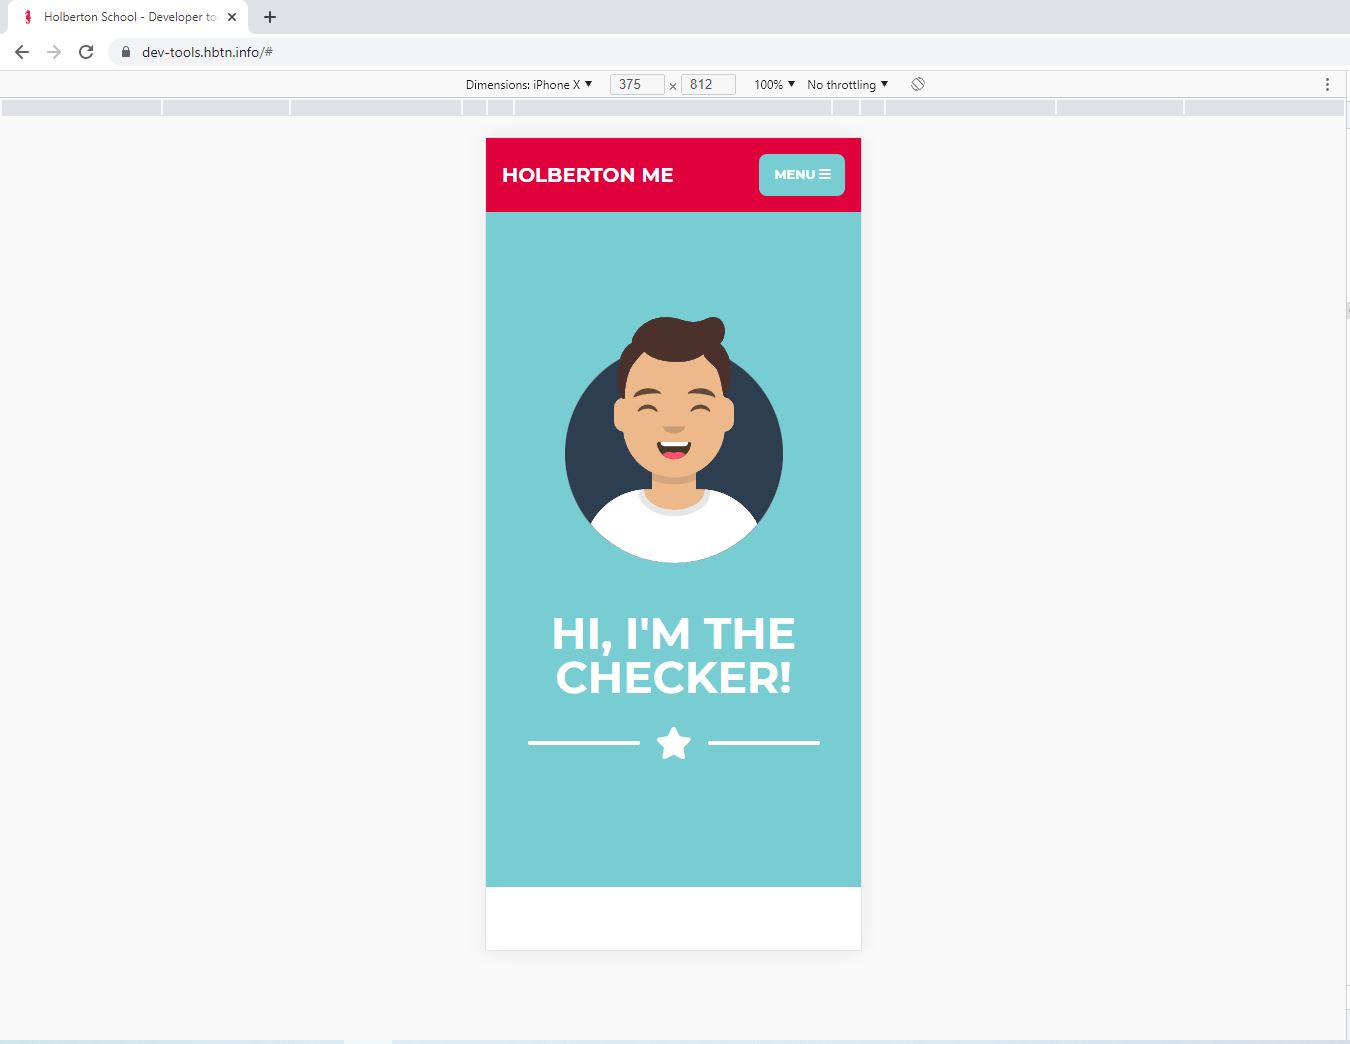 Holberton School - Developer to
dev-tools.hbtn.info/#
Dimensions: iPhone X 375 × 812 100% No throttling
HOLBERTON ME
MENU
HI, I'M THE
CHECKER!